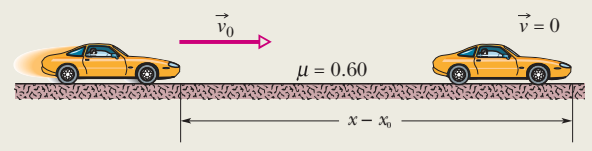 v⃗₀
v⃗ = 0
μ = 0.60
x − x₀